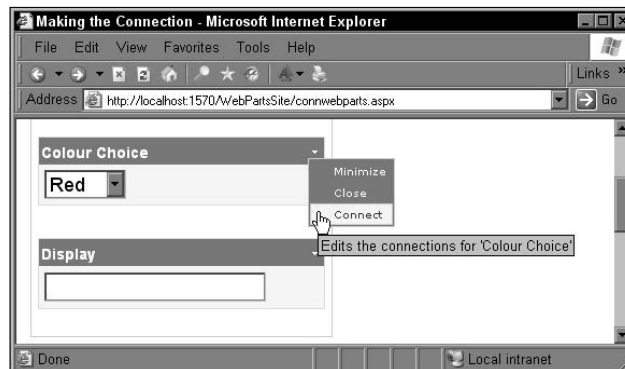 Making the Connection - Microsoft Internet Explorer
File Edit View Favorites Tools Help
Links »
Address http://localhost:1570/WebPartsSite/connwebparts.aspx Go
Colour Choice
Red
Minimize
Close
Connect
Edits the connections for 'Colour Choice'
Display
Done Local intranet